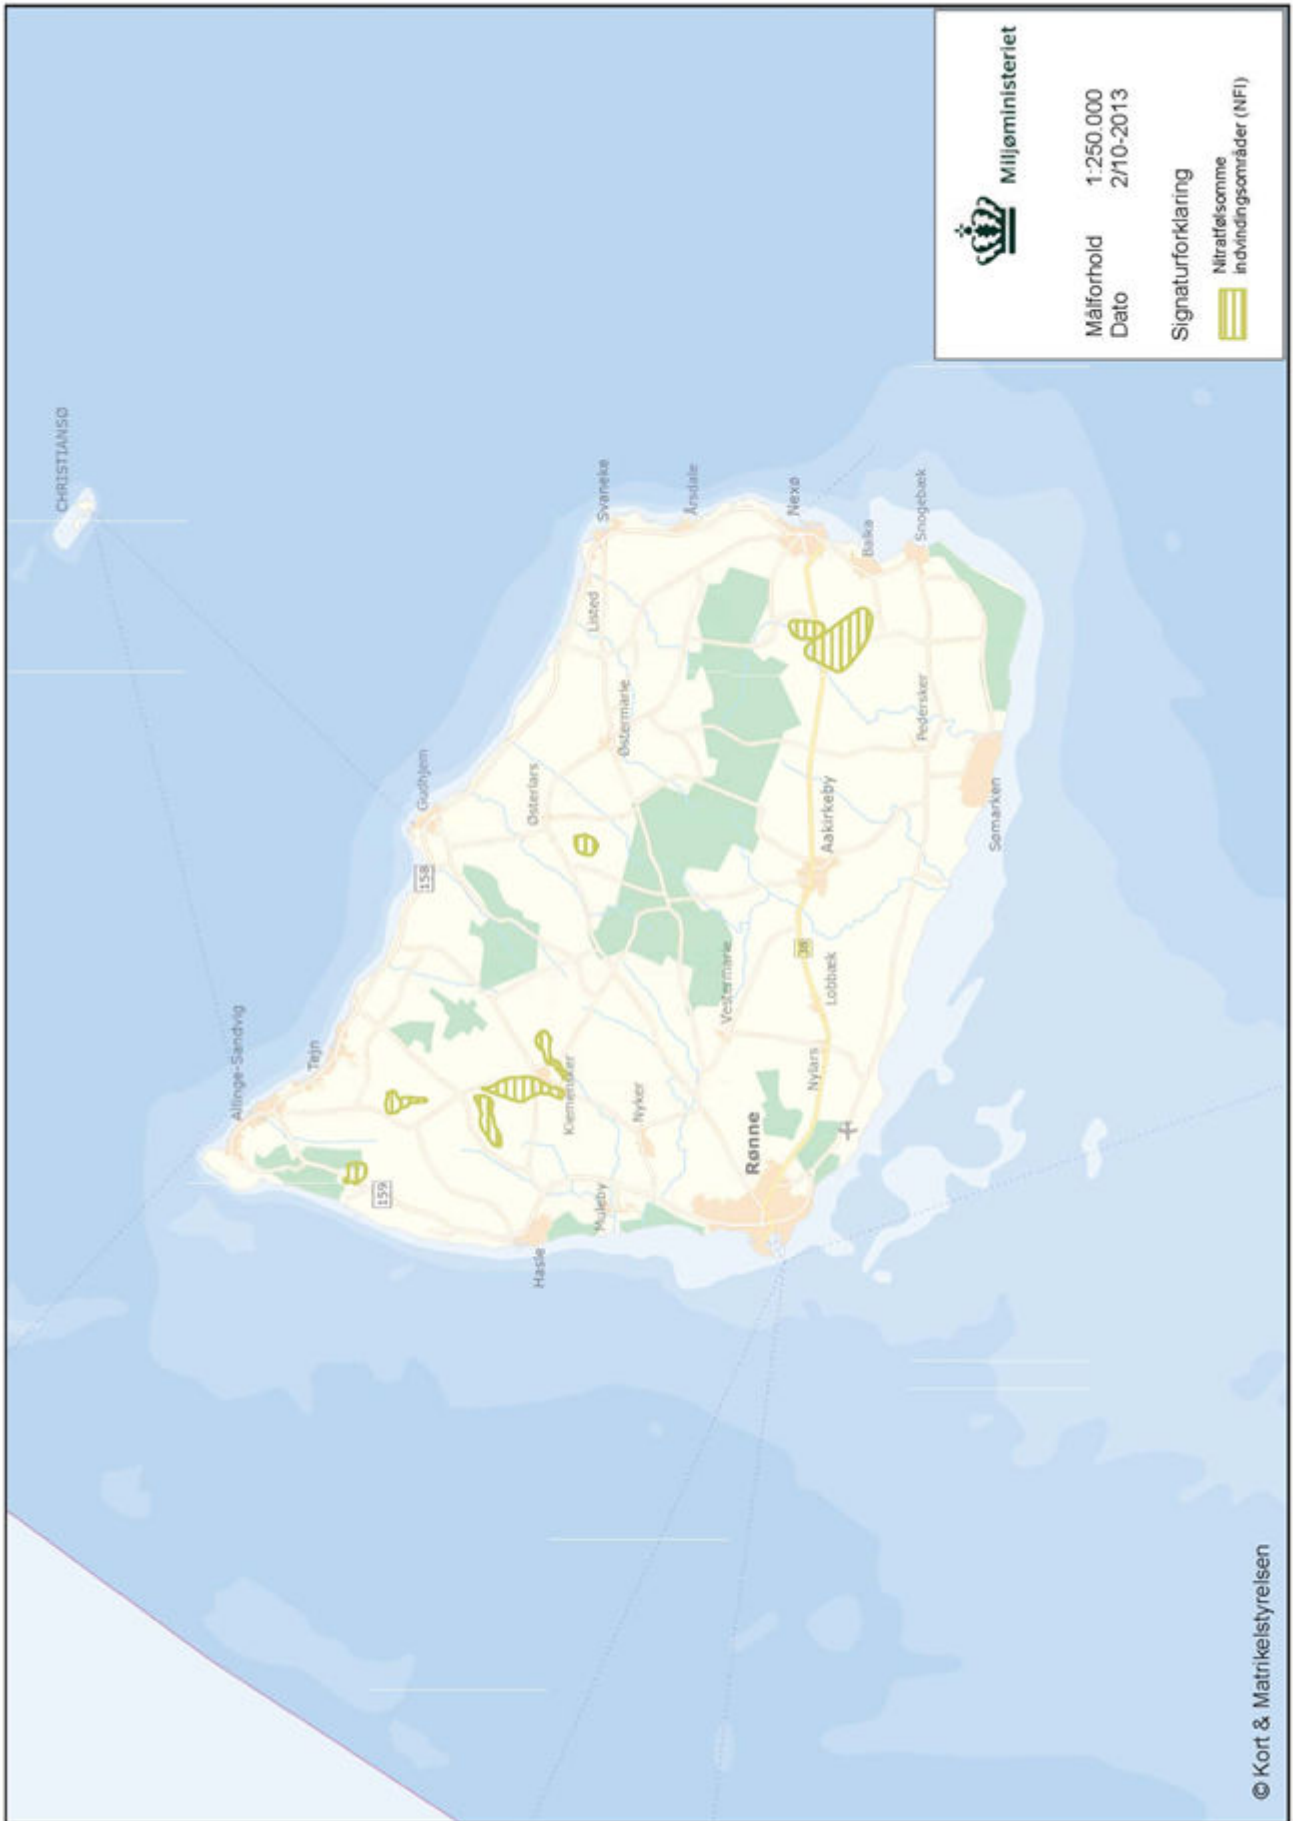 CHRISTIANSØ
Allinge-Sandvig
Tejn
Gudhjem
158
159
Østerlars
Listed
Svaneke
Østermarie
Årsdale
Klemensker
Hasle
Muleby
Nyker
Vestermarie
Rønne
Nylars
Lobbæk
38
Aakirkeby
Nexø
Balka
Snogebæk
Pedersker
Sømarken
Miljøministeriet
Målforhold 1:250.000
Dato 2/10-2013
Signaturforklaring
Nitratfølsomme
indvindingsområder (NFI)
© Kort & Matrikelstyrelsen